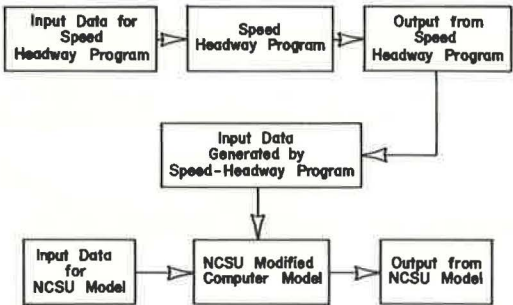 Input Data for
Speed
Headway Program
Speed
Headway Program
Output from
Speed
Headway Program
Input Data
Generated by
Speed-Headway Program
Input Data
for
NCSU Model
NCSU Modified
Computer Model
Output from
NCSU Model